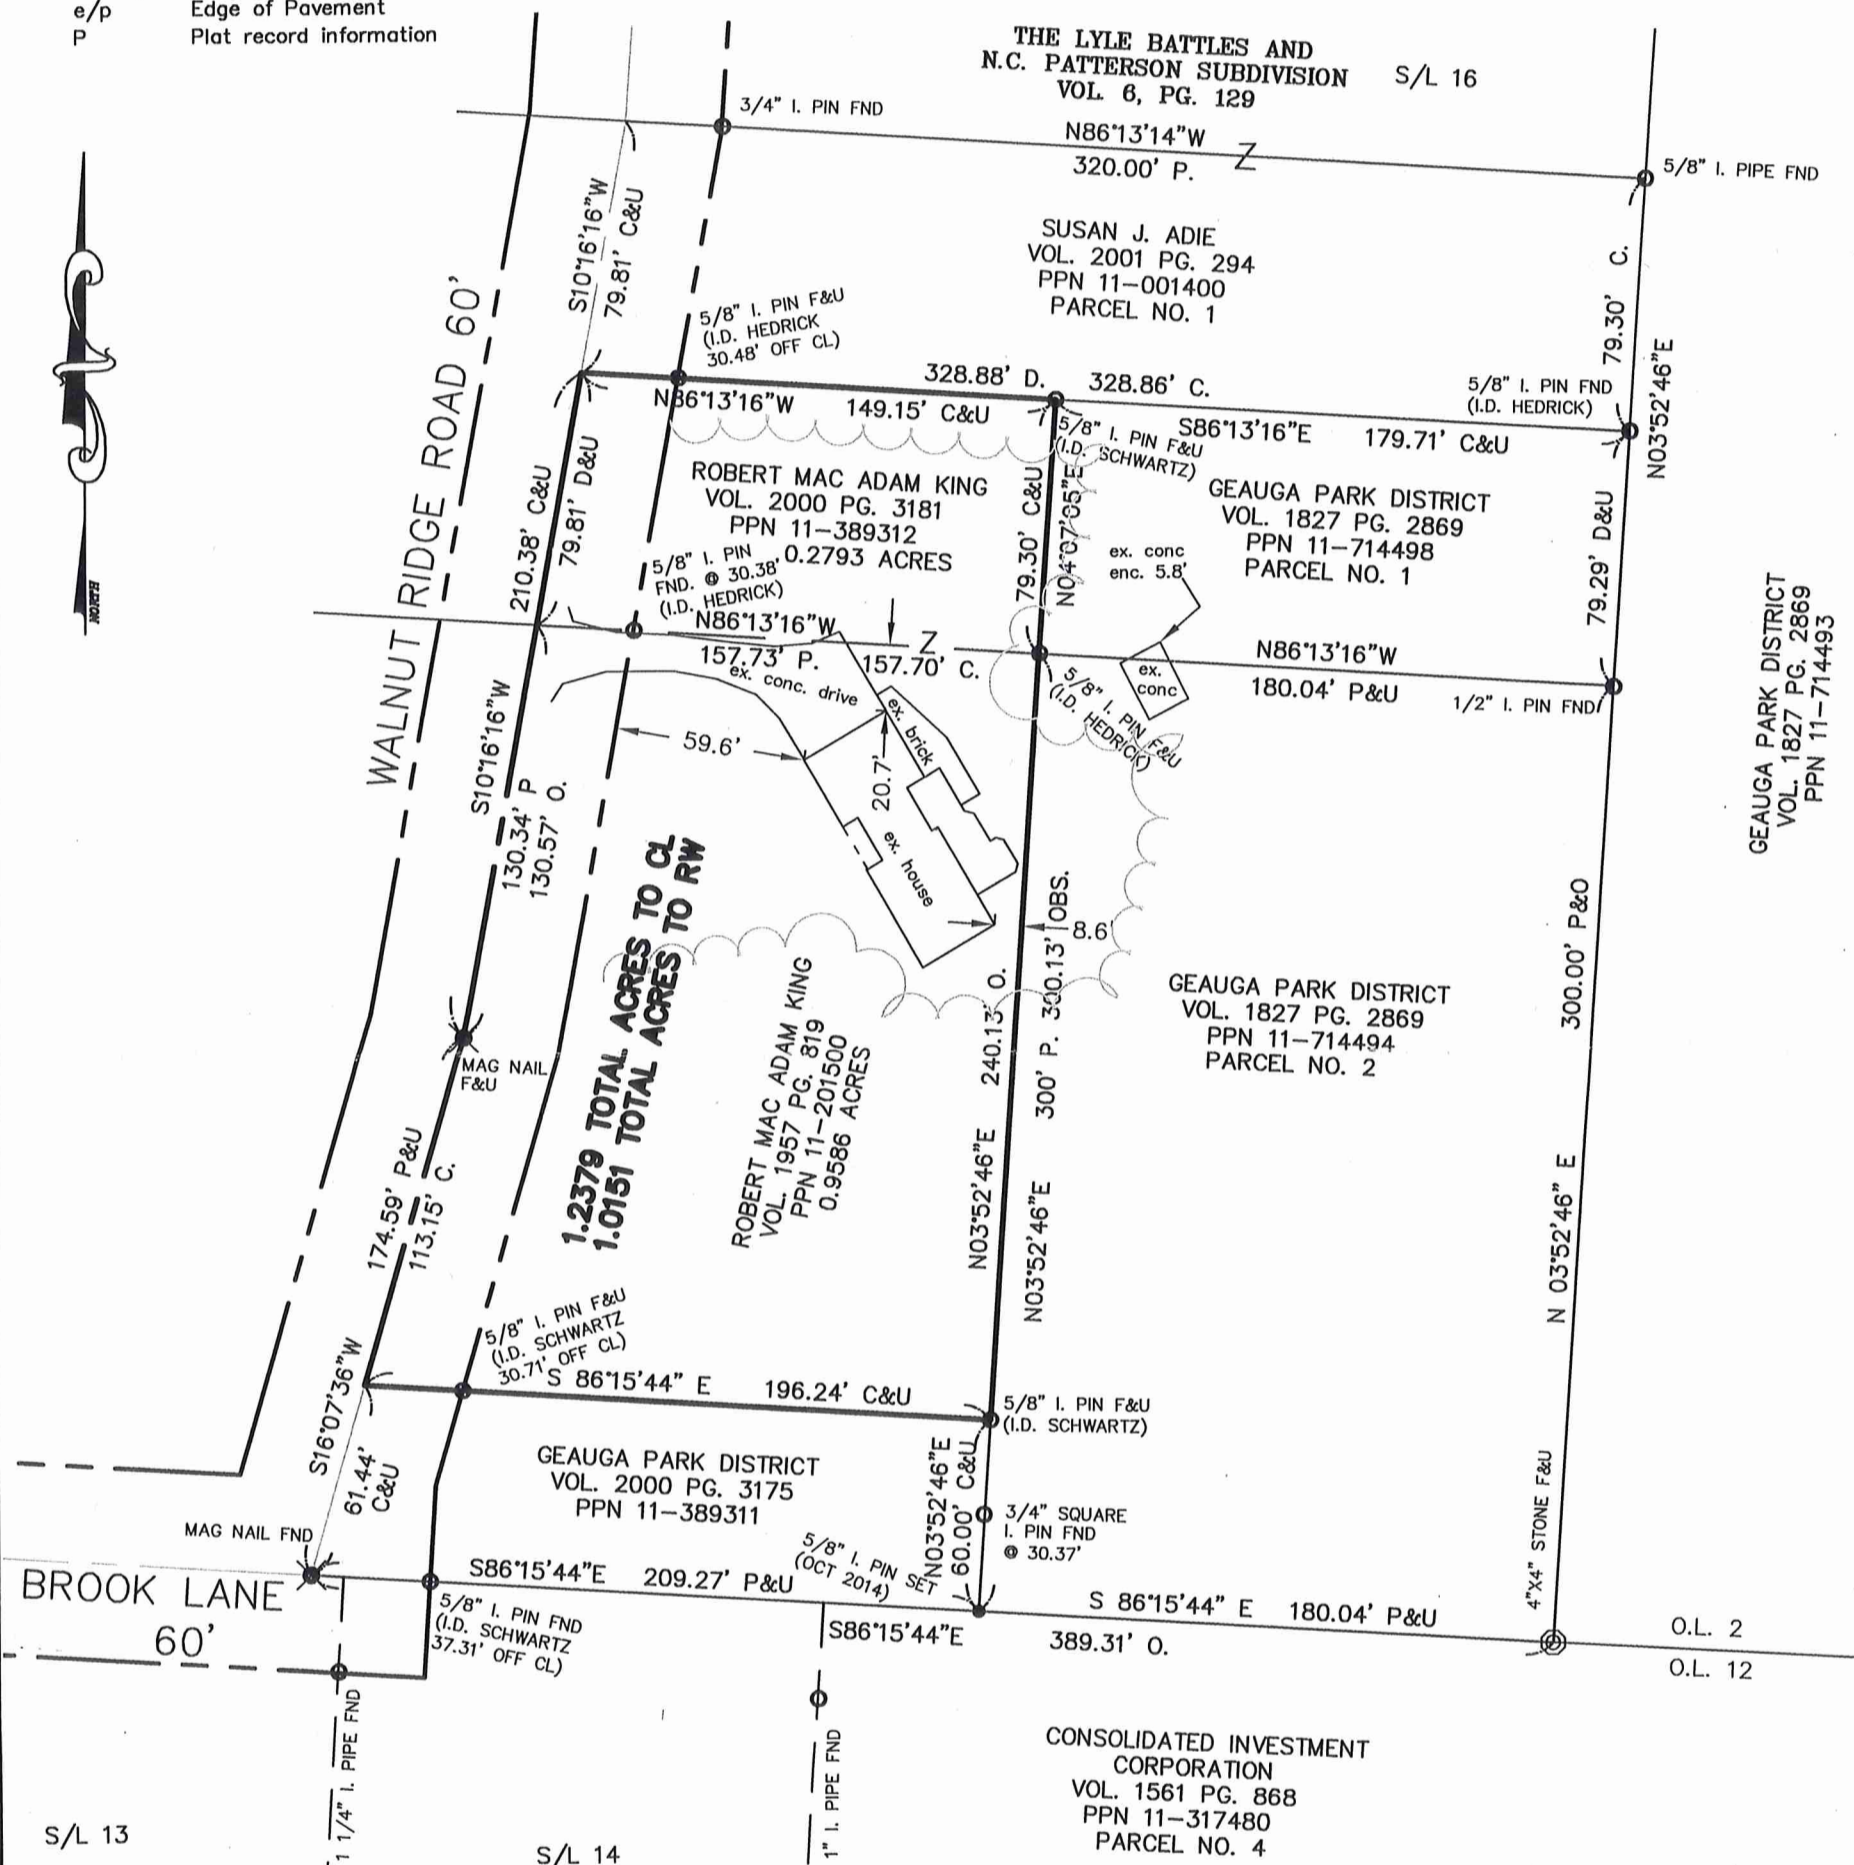 e/p Edge of Pavement
P Plat record information
THE LYLE BATTLES AND
N.C. PATTERSON SUBDIVISION
VOL. 6, PG. 129
S/L 16
3/4" I. PIN FND
N86°13'14"W
Z
320.00' P.
5/8" I. PIPE FND
S10°16'16"W
79.81' C&U
SUSAN J. ADIE
VOL. 2001 PG. 294
PPN 11-001400
PARCEL NO. 1
79.30' C.
N03°52'46"E
5/8" I. PIN F&U
(I.D. HEDRICK
30.48' OFF CL)
328.88' D.
328.86' C.
5/8" I. PIN FND
(I.D. HEDRICK)
N86°13'16"W
149.15' C&U
5/8" I. PIN F&U
(I.D. SCHWARTZ)
S86°13'16"E
179.71' C&U
WALNUT RIDGE ROAD 60'
210.38' C&U
79.81' D&U
ROBERT MAC ADAM KING
VOL. 2000 PG. 3181
PPN 11-389312
0.2793 ACRES
79.30' C&U
N04°07'05"E
GEAUGA PARK DISTRICT
VOL. 1827 PG. 2869
PPN 11-714498
PARCEL NO. 1
79.29' D&U
GEAUGA PARK DISTRICT
VOL. 1827 PG. 2869
PPN 11-714493
5/8" I. PIN
FND. @ 30.38'
(I.D. HEDRICK)
ex. conc
enc. 5.8'
N86°13'16"W
Z
157.73' P.
157.70' C.
ex. conc. drive
5/8" I. PIN F&U
(I.D. HEDRICK)
ex.
conc
N86°13'16"W
180.04' P&U
1/2" I. PIN FND
S10°16'16"W
130.34' P
130.57' O.
59.6'
20.7'
ex. brick
ex. house
8.6'
1.2379 TOTAL ACRES TO CL
1.0151 TOTAL ACRES TO RW
ROBERT MAC ADAM KING
VOL. 1957 PG. 819
PPN 11-201500
0.9586 ACRES
N03°52'46"E 240.13' O.
N03°52'46"E 300' P. 300.13' OBS.
GEAUGA PARK DISTRICT
VOL. 1827 PG. 2869
PPN 11-714494
PARCEL NO. 2
N 03°52'46" E 300.00' P&O
MAG NAIL
F&U
174.59' P&U
113.15' C.
S16°07'36"W
5/8" I. PIN F&U
(I.D. SCHWARTZ
30.71' OFF CL)
S 86°15'44" E 196.24' C&U
5/8" I. PIN F&U
(I.D. SCHWARTZ)
61.44'
C&U
GEAUGA PARK DISTRICT
VOL. 2000 PG. 3175
PPN 11-389311
N03°52'46"E
60.00' C&U
3/4" SQUARE
I. PIN FND
@ 30.37'
4"X4" STONE F&U
MAG NAIL FND
BROOK LANE
60'
S86°15'44"E 209.27' P&U
5/8" I. PIN SET
(OCT 2014)
5/8" I. PIN FND
(I.D. SCHWARTZ
37.31' OFF CL)
S 86°15'44" E 180.04' P&U
S86°15'44"E 389.31' O.
O.L. 2
O.L. 12
1 1/4" I. PIPE FND
1" I. PIPE FND
CONSOLIDATED INVESTMENT
CORPORATION
VOL. 1561 PG. 868
PPN 11-317480
PARCEL NO. 4
S/L 13
S/L 14